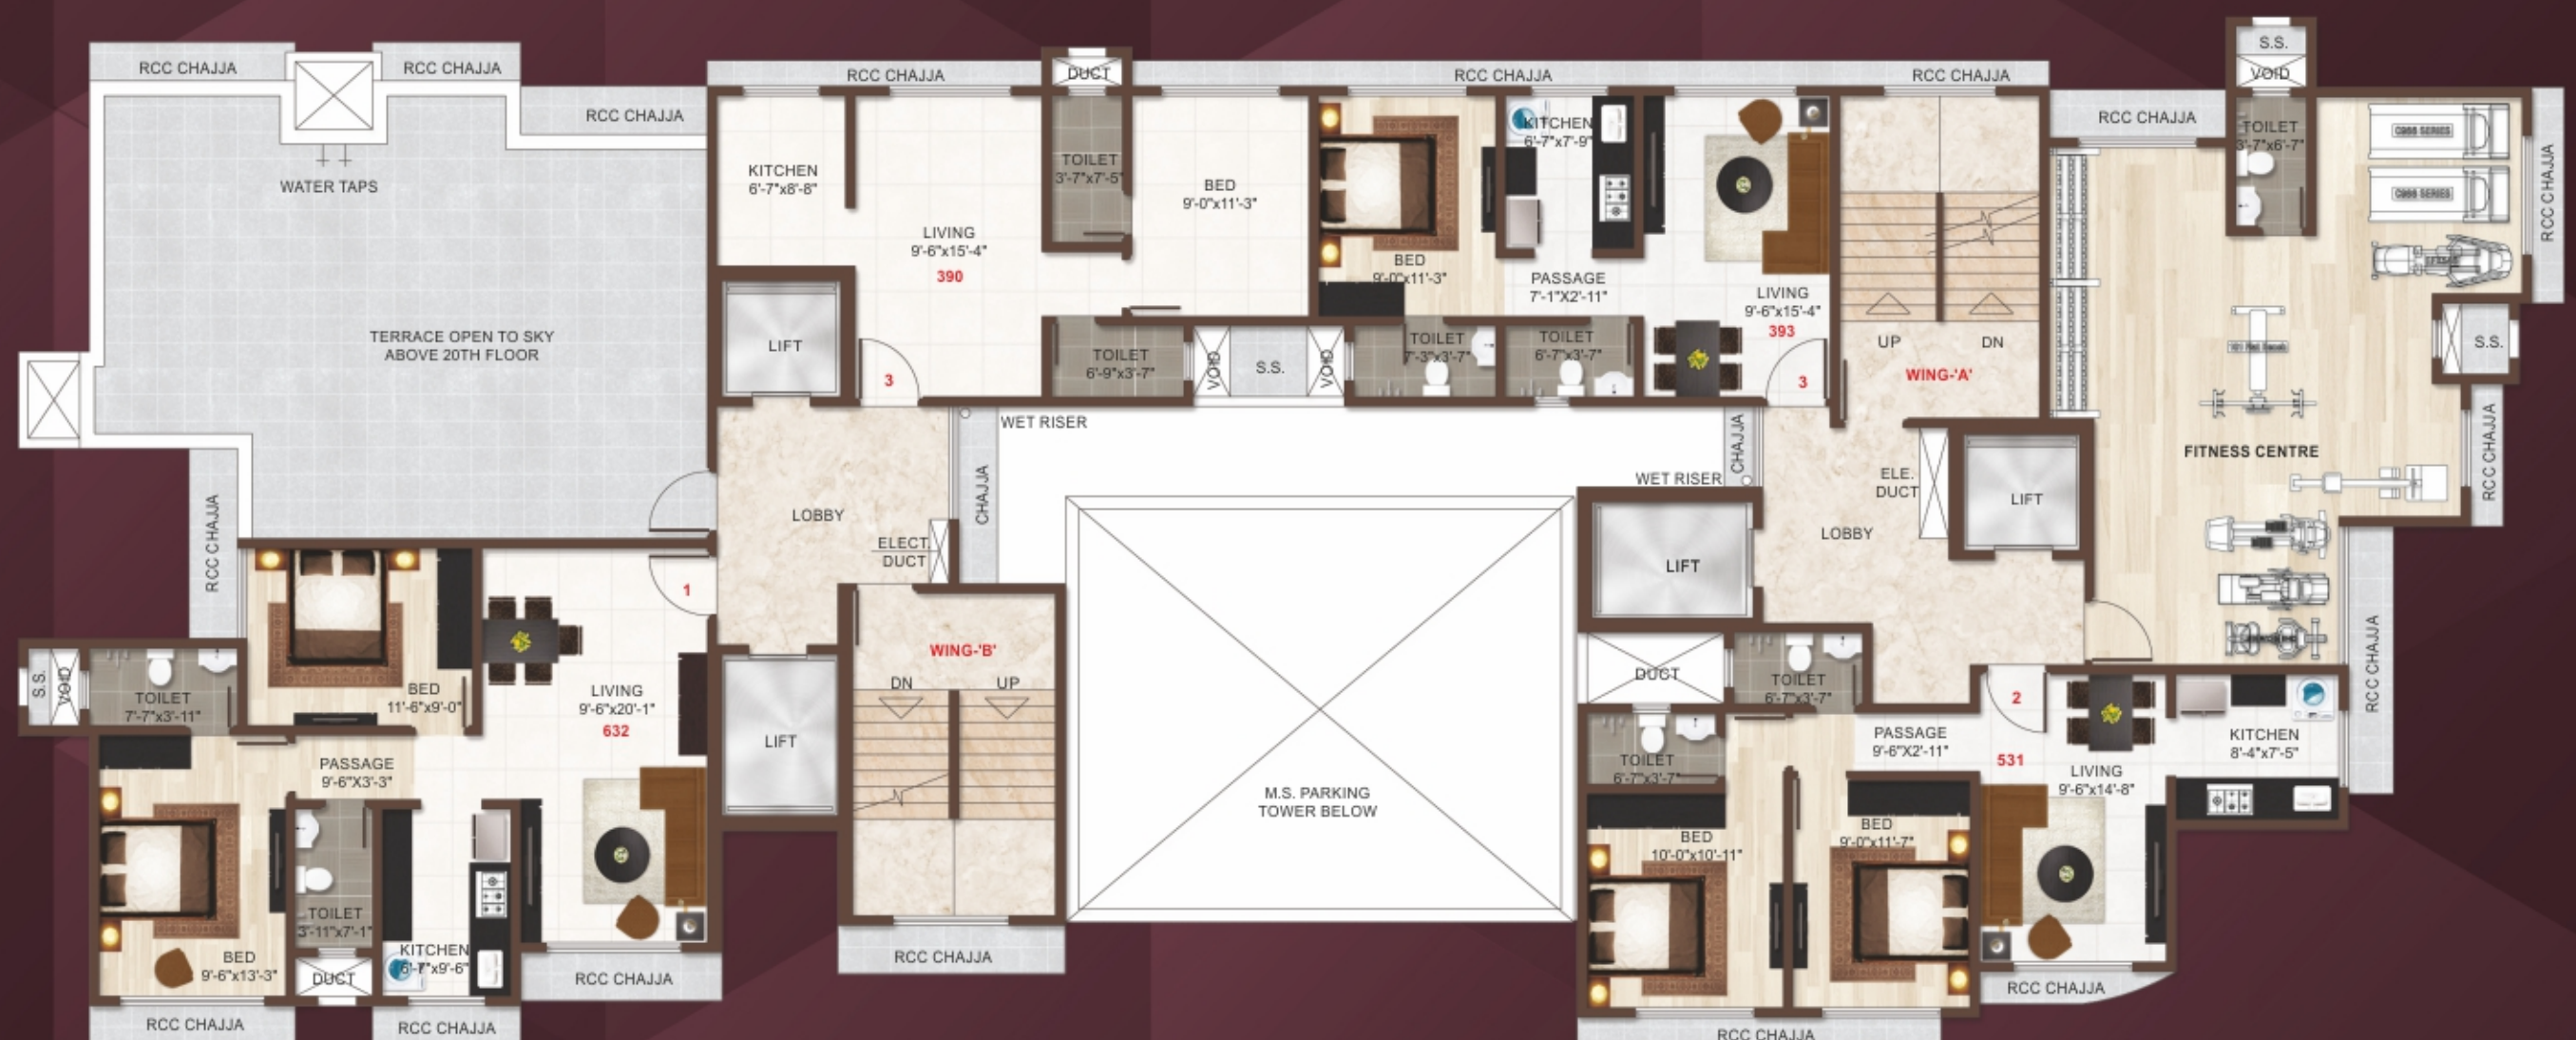 RCC CHAJJA
RCC CHAJJA
RCC CHAJJA
WATER TAPS
TERRACE OPEN TO SKY
ABOVE 20TH FLOOR
RCC CHAJJA
RCC CHAJJA
DUCT
KITCHEN
6'-7"x8'-8"
LIVING
9'-6"x15'-4"
390
TOILET
3'-7"x7'-5"
BED
9'-0"x11'-3"
LIFT
3
TOILET
6'-9"x3'-7"
VOID
S.S.
VOID
RCC CHAJJA
RCC CHAJJA
BED
9'-0"x11'-3"
KITCHEN
6'-7"x7'-9"
PASSAGE
7'-1"X2'-11"
LIVING
9'-6"x15'-4"
393
TOILET
7'-3"x3'-7"
TOILET
6'-7"x3'-7"
3
UP
DN
WING-'A'
S.S.
VOID
RCC CHAJJA
TOILET
3'-7"x6'-7"
C966 SERIES
C966 SERIES
RCC CHAJJA
S.S.
RCC CHAJJA
FITNESS CENTRE
RCC CHAJJA
WET RISER
CHAJJA
LOBBY
ELECT.
DUCT
WET RISER
CHAJJA
ELE.
DUCT
LIFT
LOBBY
LIFT
1
BED
11'-6"x9'-0"
LIVING
9'-6"x20'-1"
632
S.S.
VOID
TOILET
7'-7"x3'-11"
PASSAGE
9'-6"X3'-3"
LIFT
WING-'B'
DN
UP
BED
9'-6"x13'-3"
TOILET
3'-11"x7'-1"
DUCT
KITCHEN
6'-7"x9'-6"
RCC CHAJJA
RCC CHAJJA
RCC CHAJJA
RCC CHAJJA
M.S. PARKING
TOWER BELOW
DUCT
TOILET
6'-7"x3'-7"
TOILET
6'-7"x3'-7"
PASSAGE
9'-6"X2'-11"
2
531
LIVING
9'-6"x14'-8"
KITCHEN
8'-4"x7'-5"
BED
10'-0"x10'-11"
BED
9'-0"x11'-7"
RCC CHAJJA
RCC CHAJJA